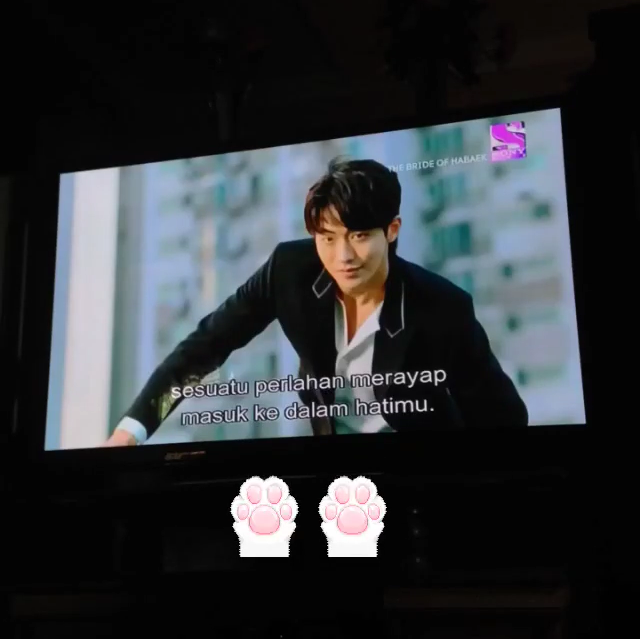 THE BRIDE OF HABAEK
sesuatu perlahan merayap
masuk ke dalam hatimu.